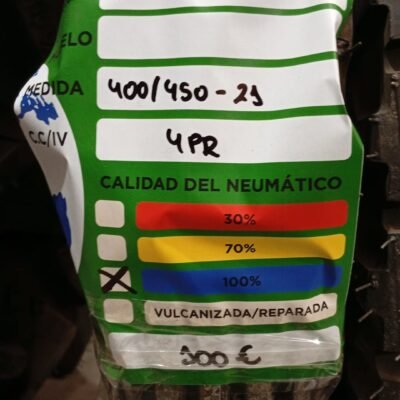 ELO
MEDIDA 400/450-21
C.C/IV 4PR
CALIDAD DEL NEUMÁTICO
30%
70%
100%
VULCANIZADA/REPARADA
300 €